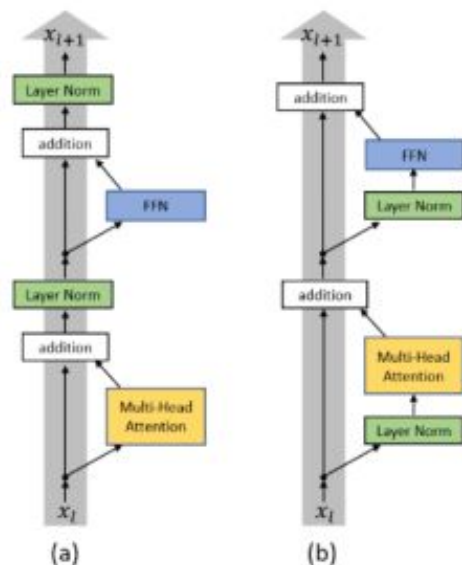 x_{l+1}
Layer Norm
addition
FFN
Layer Norm
addition
Multi-Head
Attention
x_l
(a)
x_{l+1}
addition
FFN
Layer Norm
addition
Multi-Head
Attention
Layer Norm
x_l
(b)